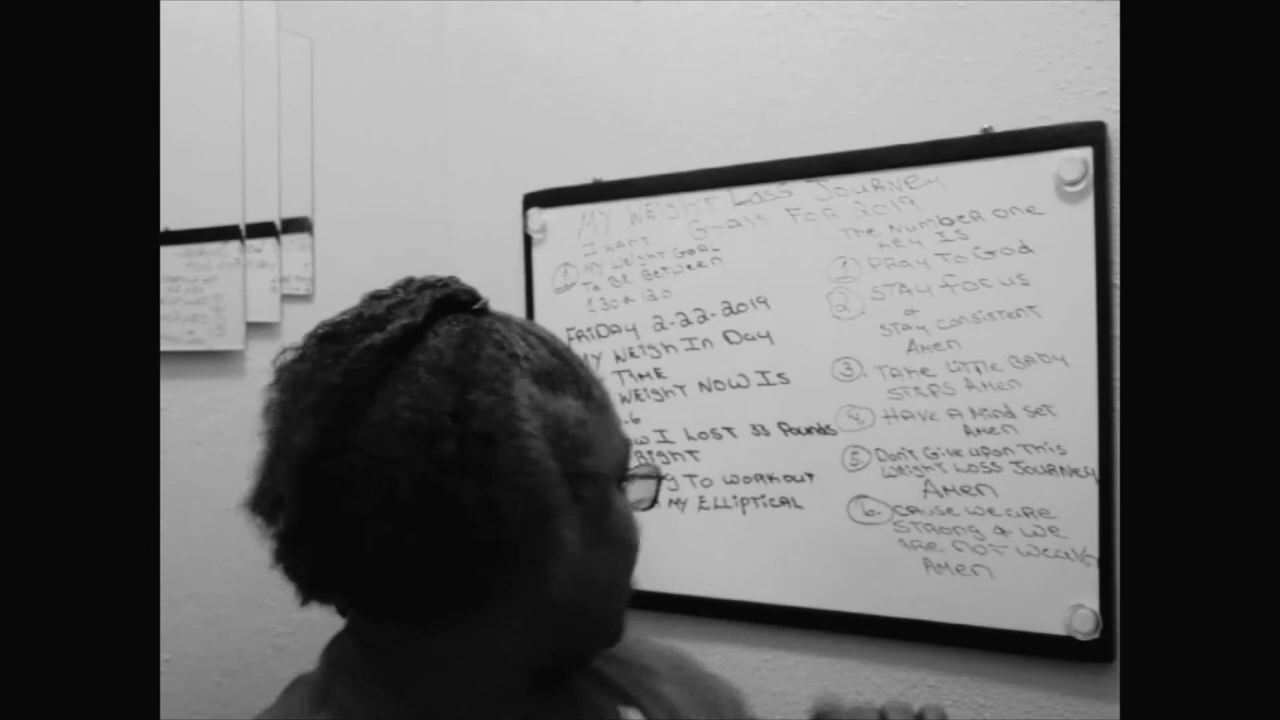 MY WEIGHT LOSS JOURNEY
GOALS FOR 2019
I WANT
① MY WEIGHT GOAL
TO BE BETWEEN
130 & 120
FRIDAY 2-22-2019
MY WEIGH IN DAY
TIME
WEIGHT NOW IS
.6
I LOST 33 Pounds
RIGHT
TO WORKOUT
MY ELLIPTICAL
The NUMBER ONE
KEY IS
① PRAY TO GOD
② STAY FOCUS
&
STAY CONSISTENT
AMEN
③. TAKE LITTLE BABY
STEPS AMEN
④ HAVE A Mind SET
AMEN
⑤ DON'T GIVE UPON THIS
WEIGHT LOSS JOURNEY
AMEN
⑥. CAUSE WE ARE
STRONG & WE
ARE NOT WEAK
AMEN